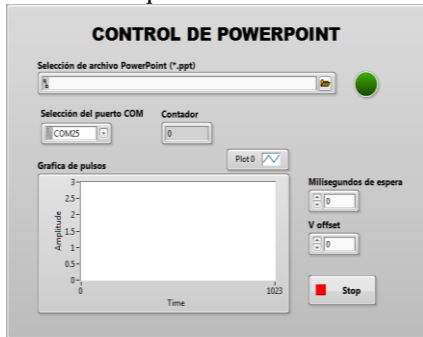 CONTROL DE POWERPOINT
Selección de archivo PowerPoint (*.ppt)
Selección del puerto COM
Contador
COM25
0
Grafica de pulsos
Plot 0
3
2.5
2
1.5
1
0.5
0
Amplitude
0
1023
Time
Milisegundos de espera
0
V offset
0
Stop